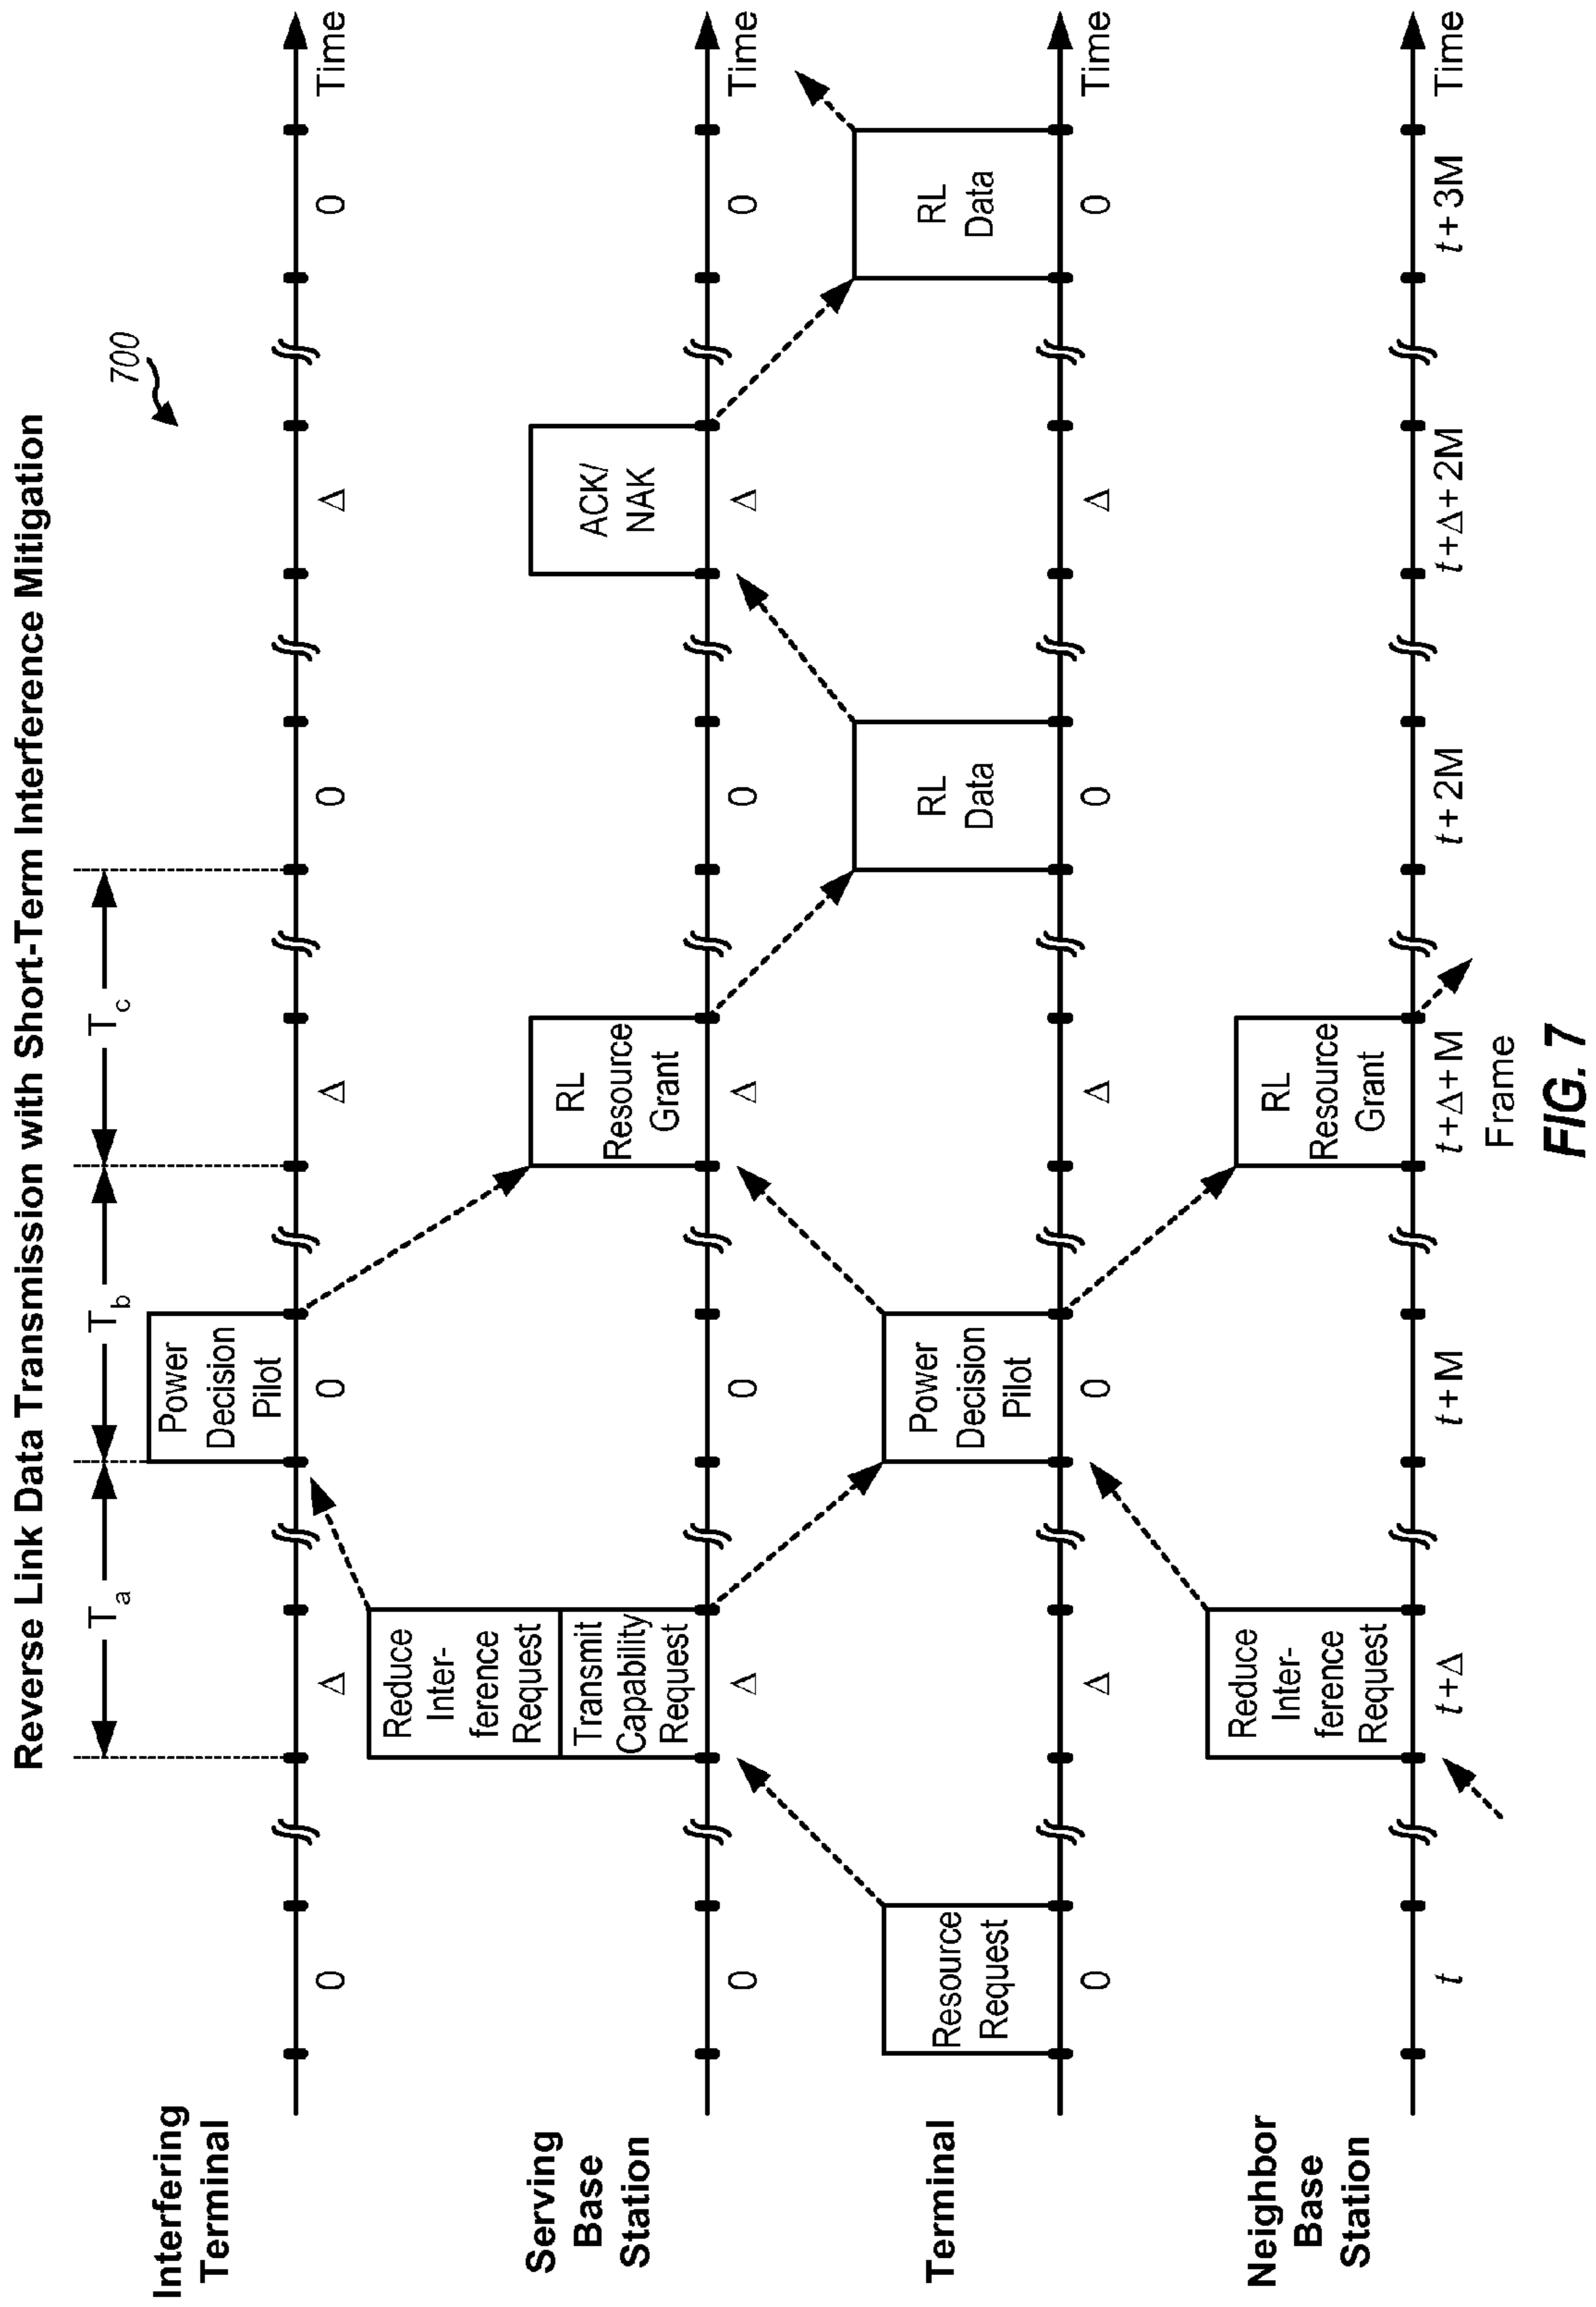 Reverse Link Data Transmission with Short-Term Interference Mitigation
700
Ta
Tb
Tc
Interfering
Terminal
Power
Decision
Pilot
0
Δ
0
Δ
0
Δ
0
Time
Serving
Base
Station
Reduce
Inter-
ference
Request
Transmit
Capability
Request
RL
Resource
Grant
ACK/
NAK
0
Δ
0
Δ
0
Δ
0
Time
Terminal
Resource
Request
Power
Decision
Pilot
RL
Data
RL
Data
0
Δ
0
Δ
0
Δ
0
Time
Neighbor
Base
Station
Reduce
Inter-
ference
Request
RL
Resource
Grant
t
t+Δ
t+M
t+Δ+M
t+2M
t+Δ+2M
t+3M
Time
Frame
FIG. 7